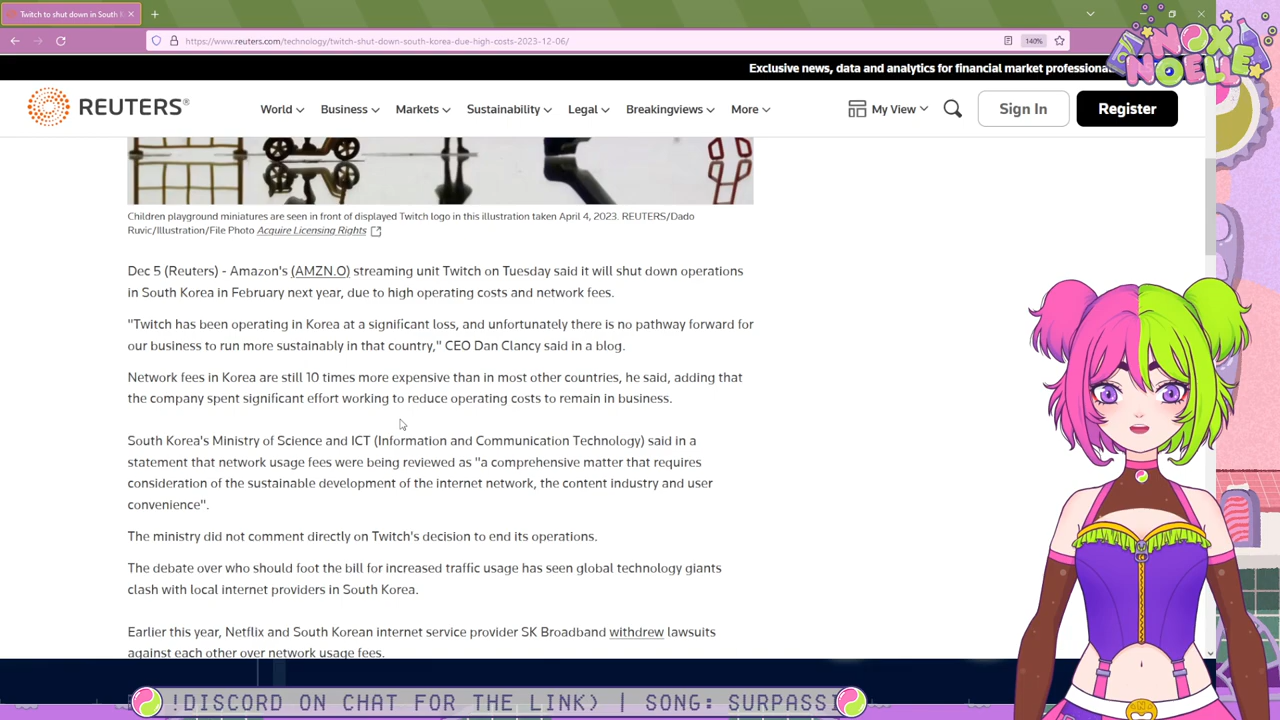 Twitch to shut down in South
https://www.reuters.com/technology/twitch-shut-down-south-korea-due-high-costs-2023-12-06/
140%
NOX
NOELLE
Exclusive news, data and analytics for financial market
REUTERS®
World Business Markets Sustainability Legal Breakingviews More
My View
Sign In
Register
Children playground miniatures are seen in front of displayed Twitch logo in this illustration taken April 4, 2023. REUTERS/Dado
Ruvic/Illustration/File Photo Acquire Licensing Rights
Dec 5 (Reuters) - Amazon's (AMZN.O) streaming unit Twitch on Tuesday said it will shut down operations
in South Korea in February next year, due to high operating costs and network fees.
"Twitch has been operating in Korea at a significant loss, and unfortunately there is no pathway forward for
our business to run more sustainably in that country," CEO Dan Clancy said in a blog.
Network fees in Korea are still 10 times more expensive than in most other countries, he said, adding that
the company spent significant effort working to reduce operating costs to remain in business.
South Korea's Ministry of Science and ICT (Information and Communication Technology) said in a
statement that network usage fees were being reviewed as "a comprehensive matter that requires
consideration of the sustainable development of the internet network, the content industry and user
convenience".
The ministry did not comment directly on Twitch's decision to end its operations.
The debate over who should foot the bill for increased traffic usage has seen global technology giants
clash with local internet providers in South Korea.
Earlier this year, Netflix and South Korean internet service provider SK Broadband withdrew lawsuits
against each other over network usage fees.
!DISCORD ON CHAT FOR THE LINK> | SONG: SURPASSI